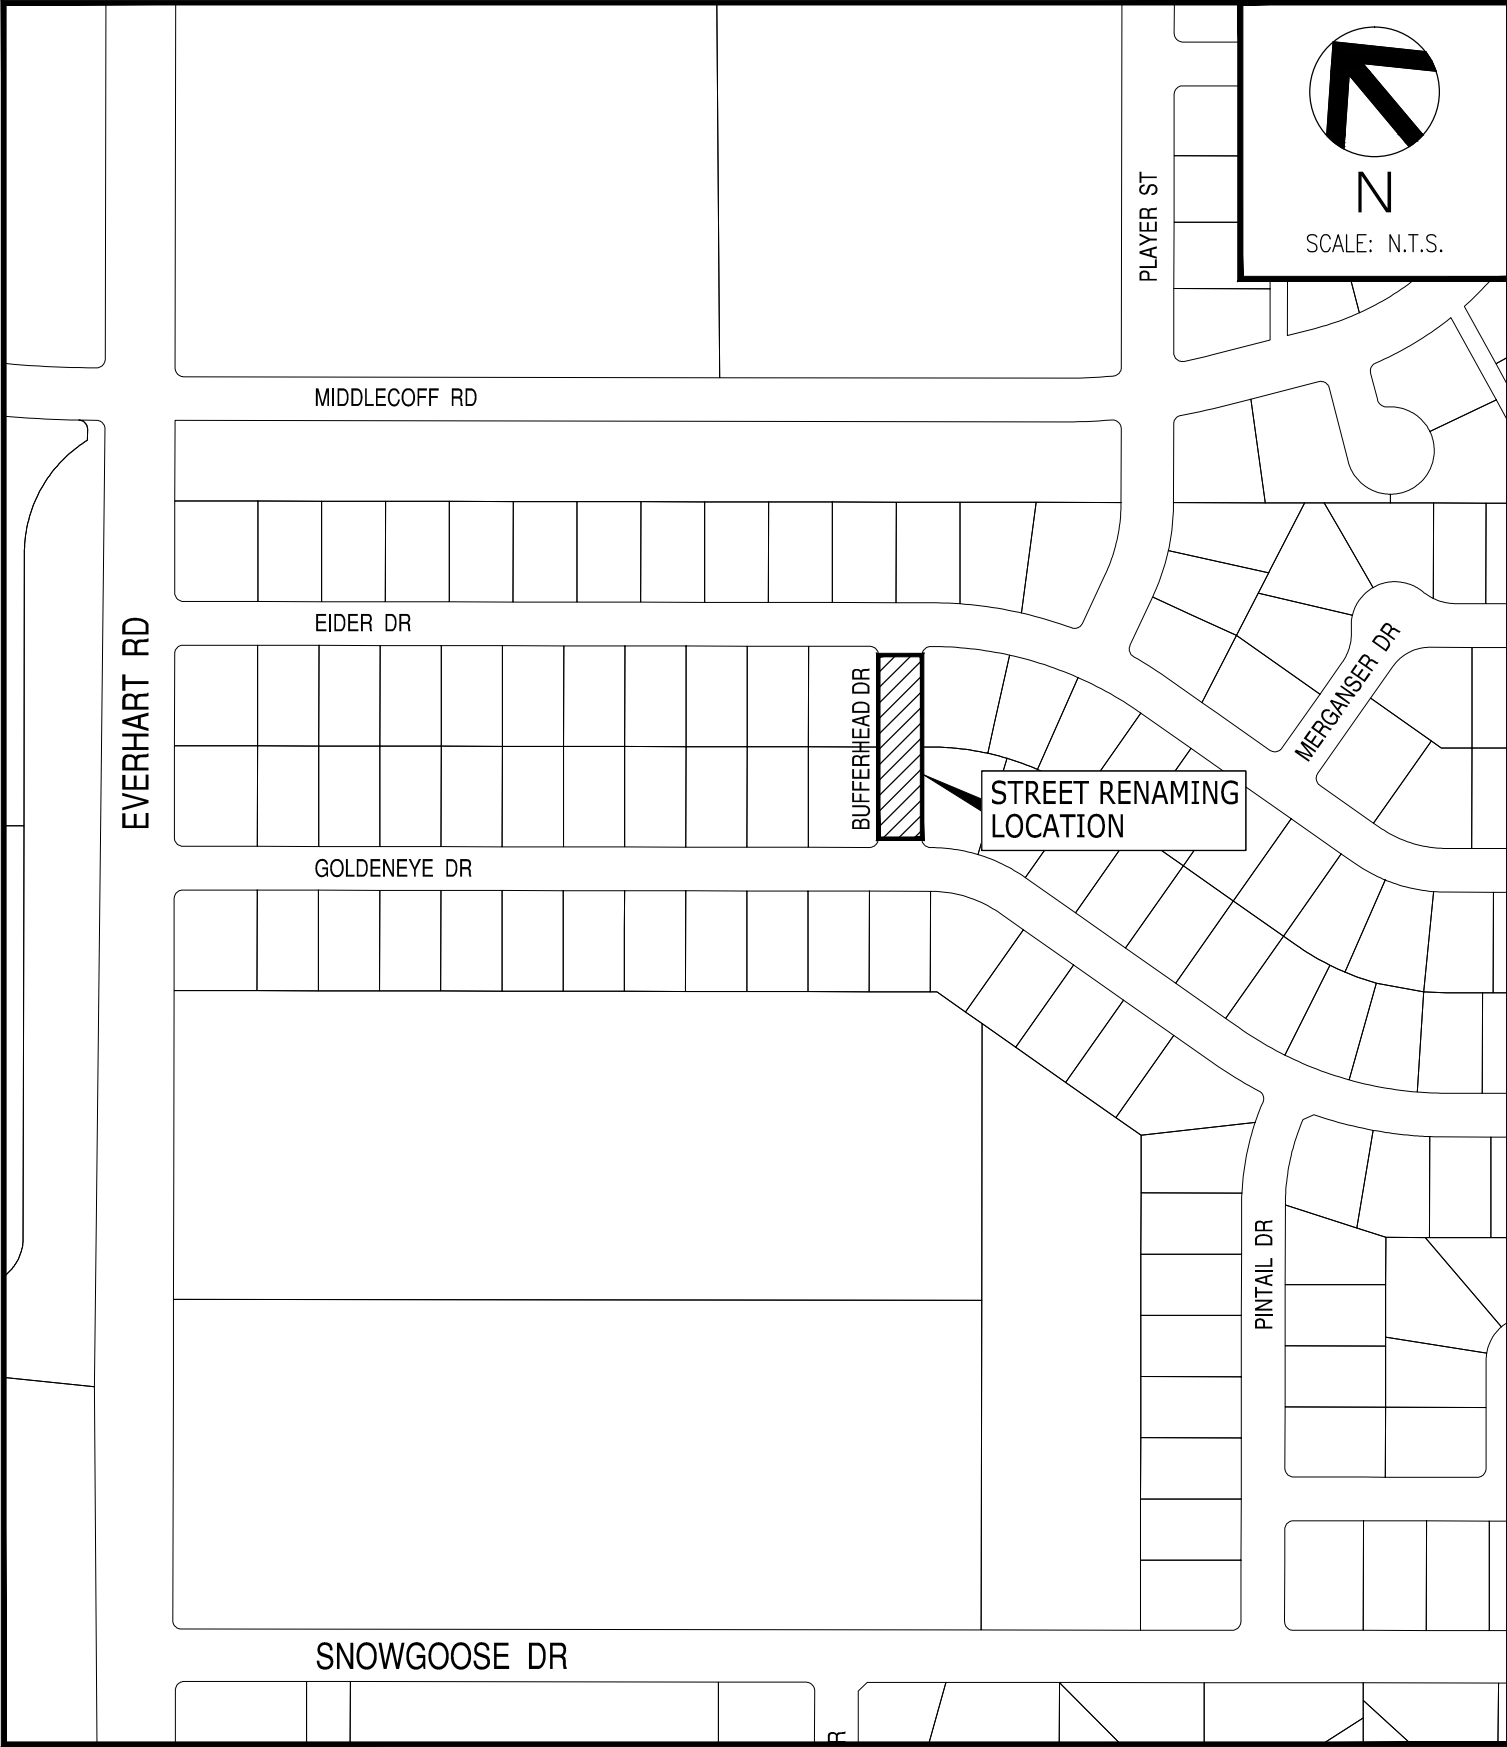 N
SCALE: N.T.S.
PLAYER ST
MIDDLECOFF RD
EIDER DR
EVERHART RD
MERGANSER DR
BUFFERHEAD DR
STREET RENAMING
LOCATION
GOLDENEYE DR
PINTAIL DR
SNOWGOOSE DR
R